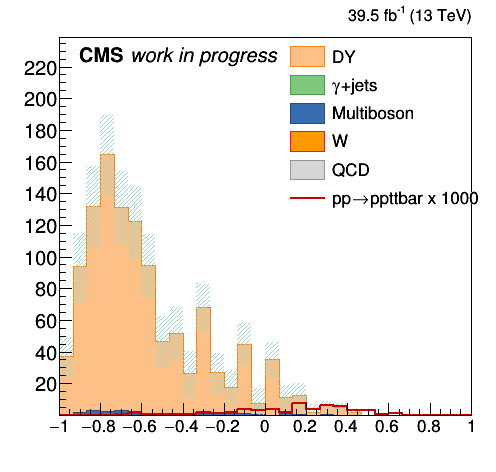 39.5 fb⁻¹ (13 TeV)
CMS work in progress
DY
γ+jets
Multiboson
W
QCD
pp→ppttbar x 1000
220
200
180
160
140
120
100
80
60
40
20
−1 −0.8 −0.6 −0.4 −0.2 0 0.2 0.4 0.6 0.8 1